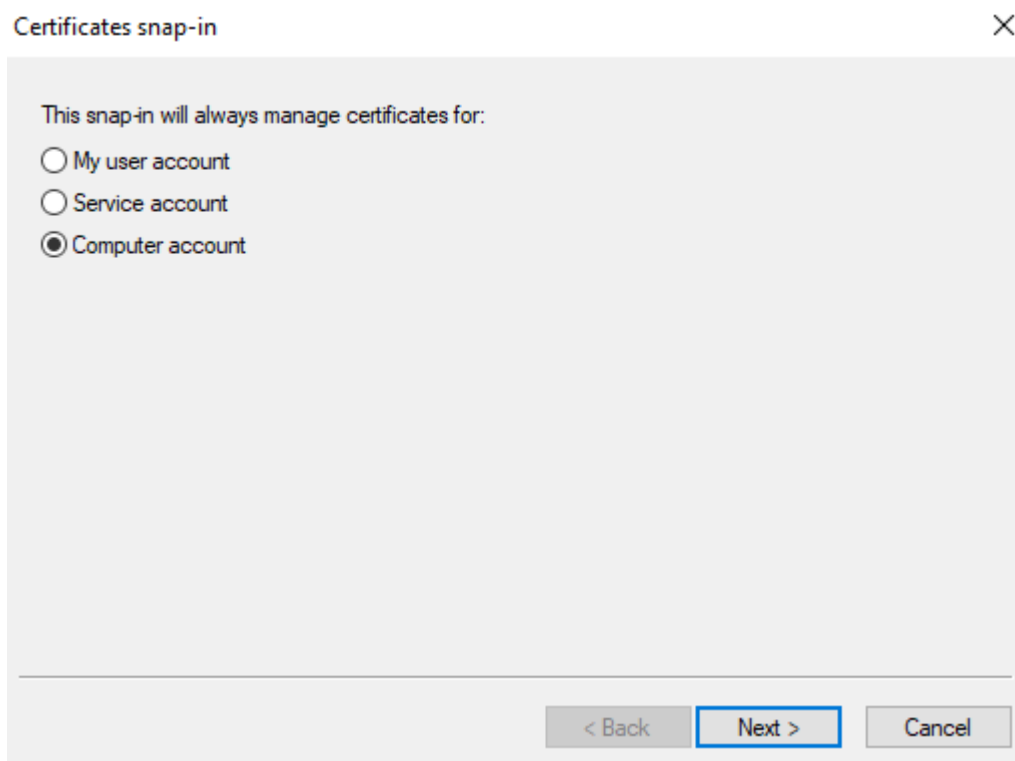 Certificates snap-in
This snap-in will always manage certificates for:
My user account
Service account
Computer account
< Back
Next >
Cancel